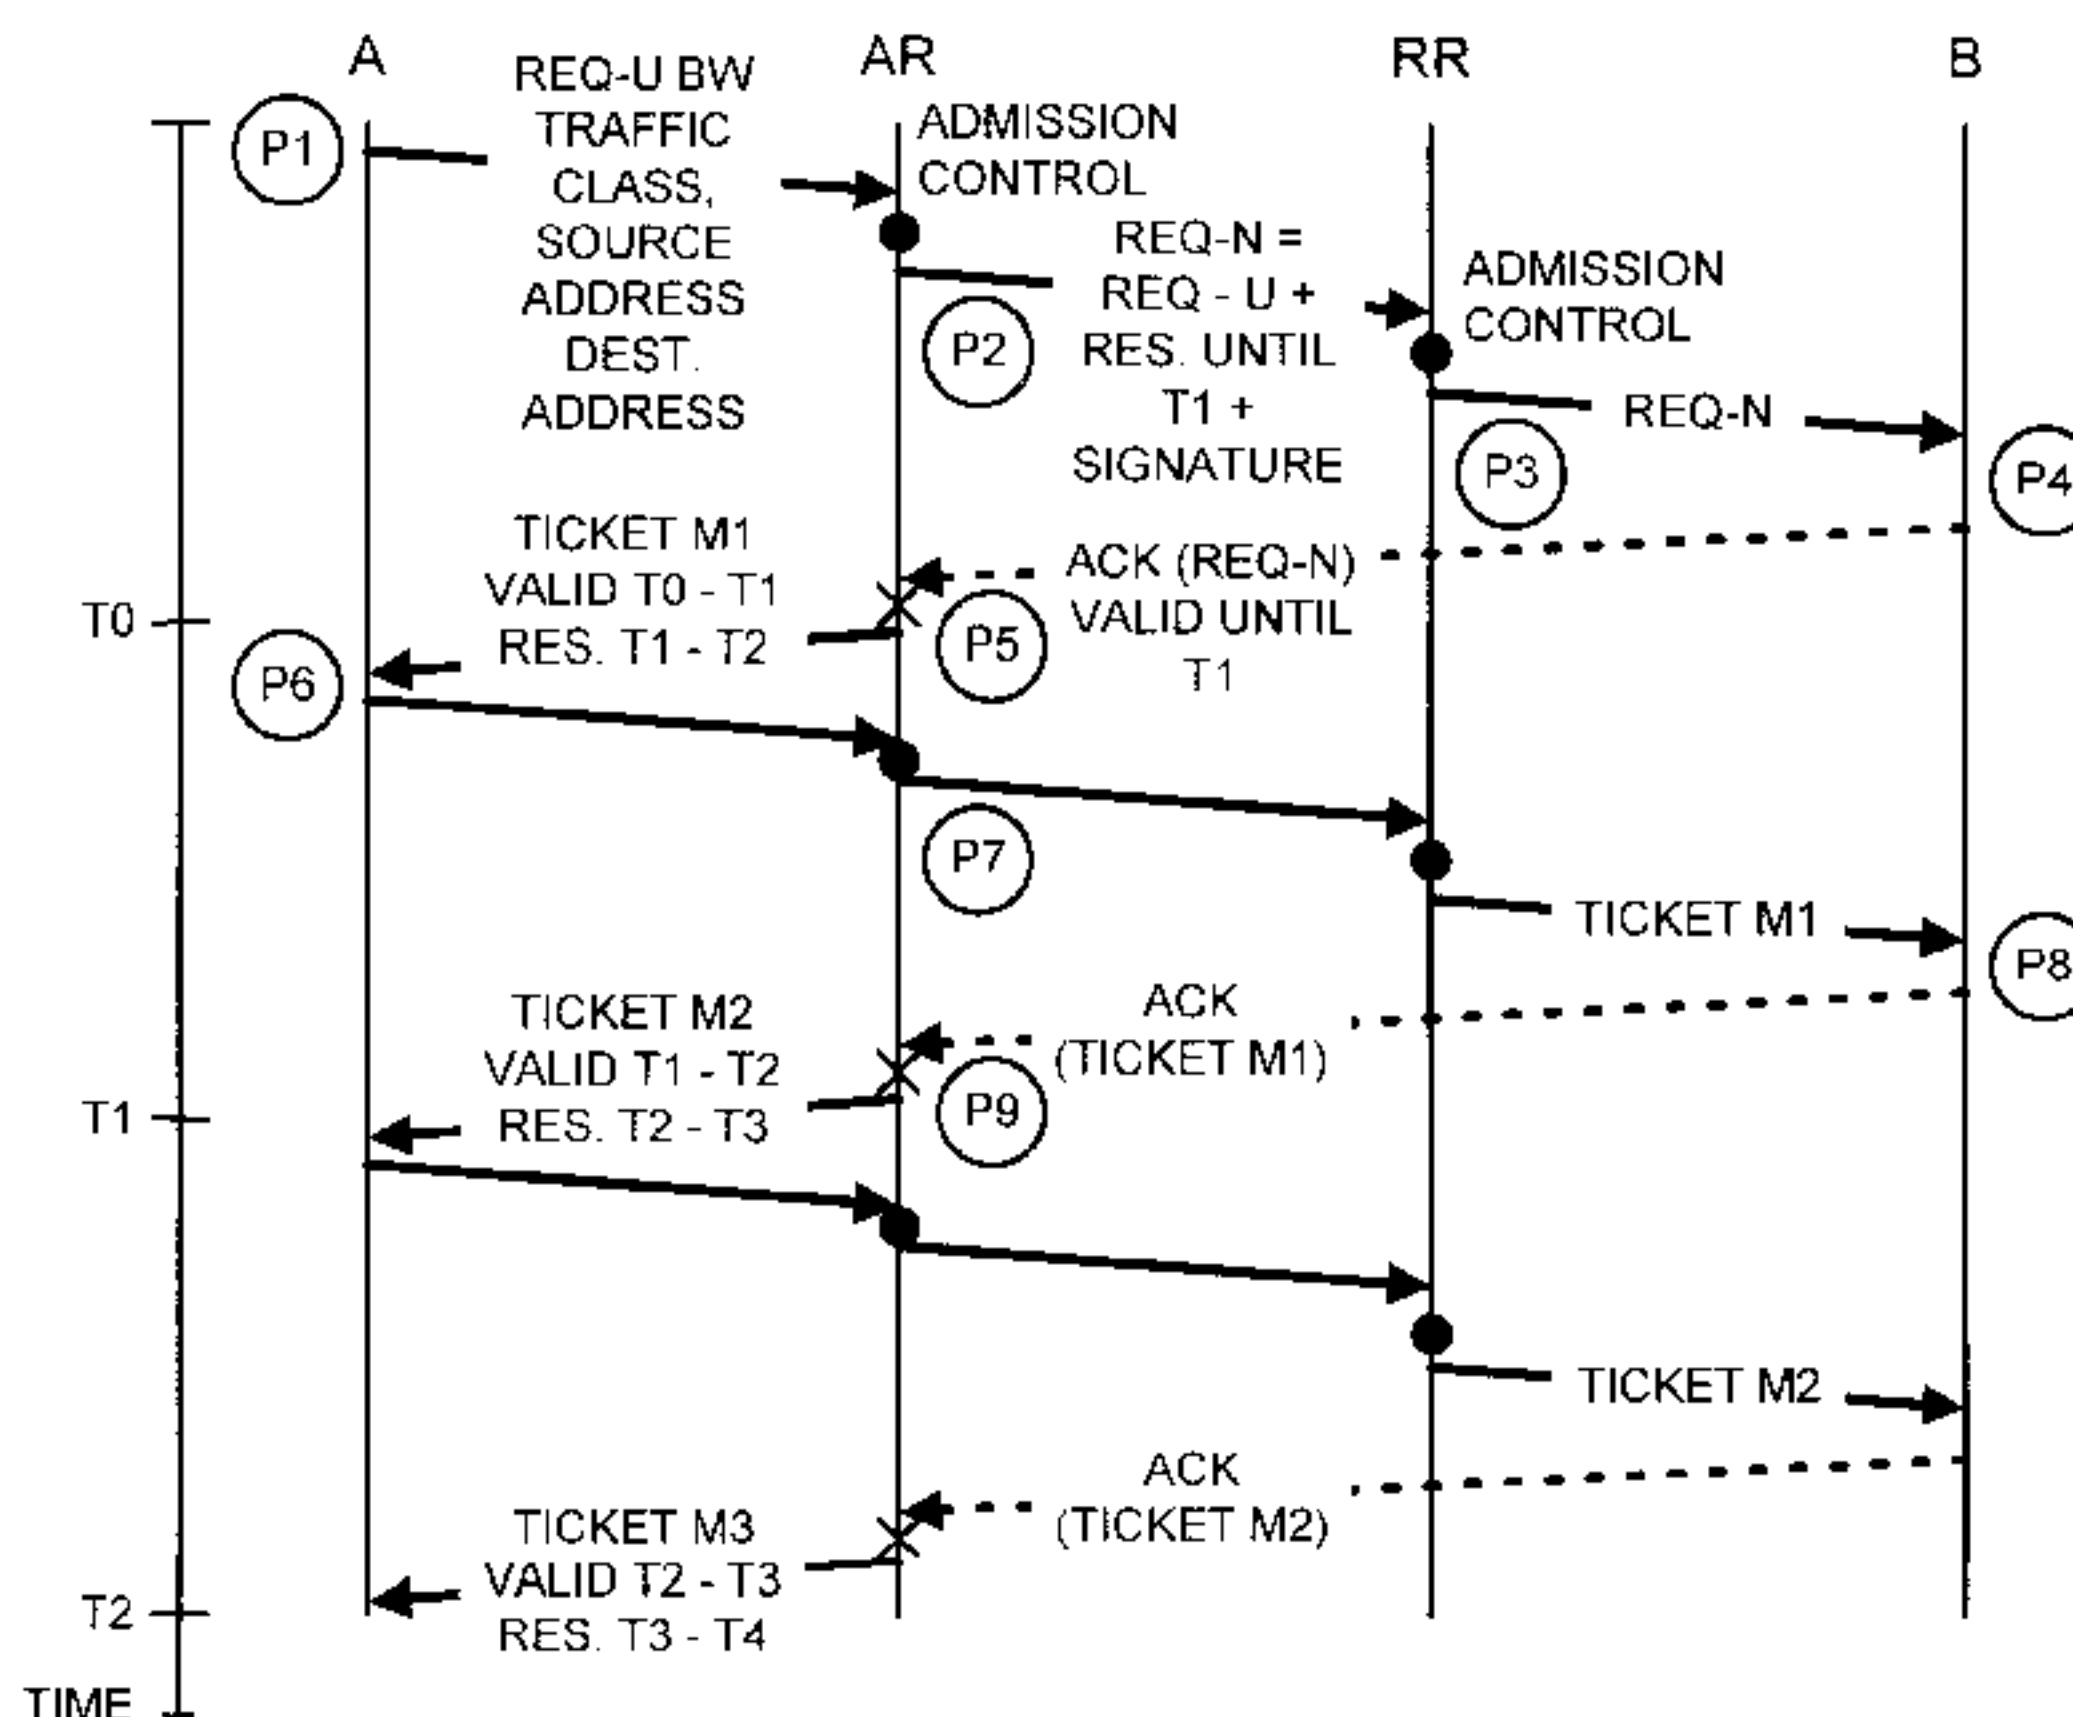 A
AR
RR
B
P1
REQ-U BW
TRAFFIC
CLASS,
SOURCE
ADDRESS
DEST.
ADDRESS
ADMISSION
CONTROL
P2
REQ-N =
REQ - U +
RES. UNTIL
T1 +
SIGNATURE
ADMISSION
CONTROL
REQ-N
P3
P4
ACK (REQ-N)
VALID UNTIL
T1
TICKET M1
VALID T0 - T1
RES. T1 - T2
T0
P5
P6
P7
TICKET M1
P8
ACK
(TICKET M1)
TICKET M2
VALID T1 - T2
RES. T2 - T3
P9
T1
TICKET M2
ACK
(TICKET M2)
TICKET M3
VALID T2 - T3
RES. T3 - T4
T2
TIME